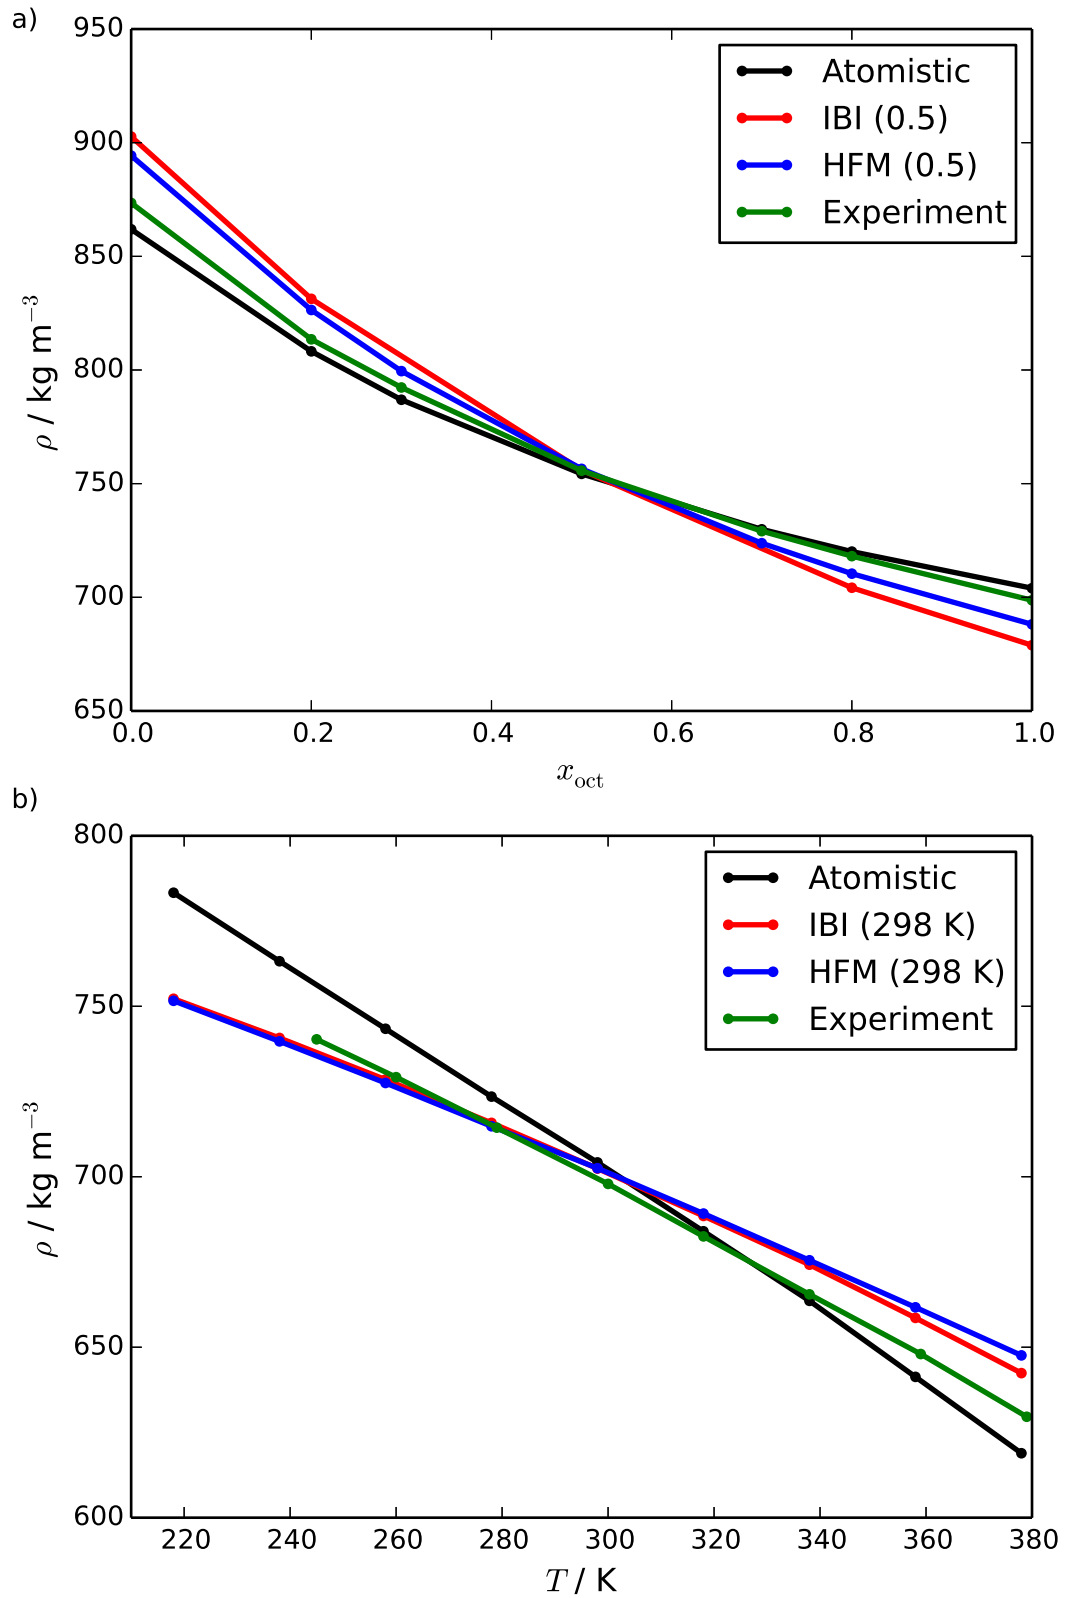 a)
950
900
850
800
750
700
650
ρ / kg m⁻³
Atomistic
IBI (0.5)
HFM (0.5)
Experiment
0.0 0.2 0.4 0.6 0.8 1.0
x_oct
b)
800
750
700
650
600
ρ / kg m⁻³
Atomistic
IBI (298 K)
HFM (298 K)
Experiment
220 240 260 280 300 320 340 360 380
T / K